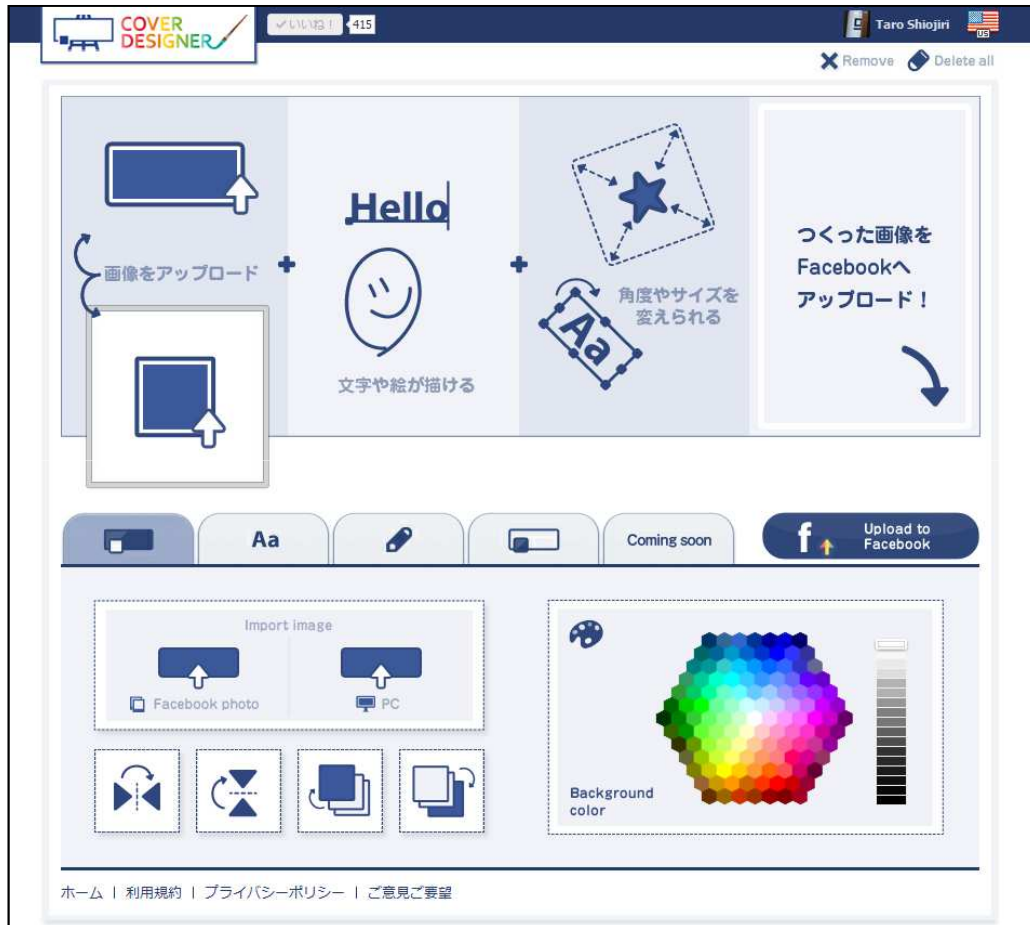 COVER
DESIGNER
いいね！ 415
Taro Shiojiri
US
Remove Delete all
画像をアップロード
Hello
文字や絵が描ける
角度やサイズを
変えられる
Aa
つくった画像を
Facebookへ
アップロード！
Aa
Coming soon
f Upload to
Facebook
Import image
Facebook photo
PC
Background
color
ホーム | 利用規約 | プライバシーポリシー | ご意見ご要望